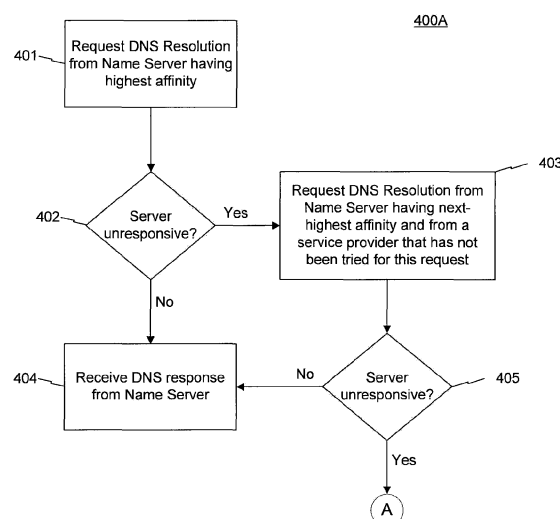 400A
401
Request DNS Resolution
from Name Server having
highest affinity
403
402
Server
unresponsive?
Yes
Request DNS Resolution from
Name Server having next-
highest affinity and from a
service provider that has not
been tried for this request
No
404
Receive DNS response
from Name Server
No
Server
unresponsive?
405
Yes
A